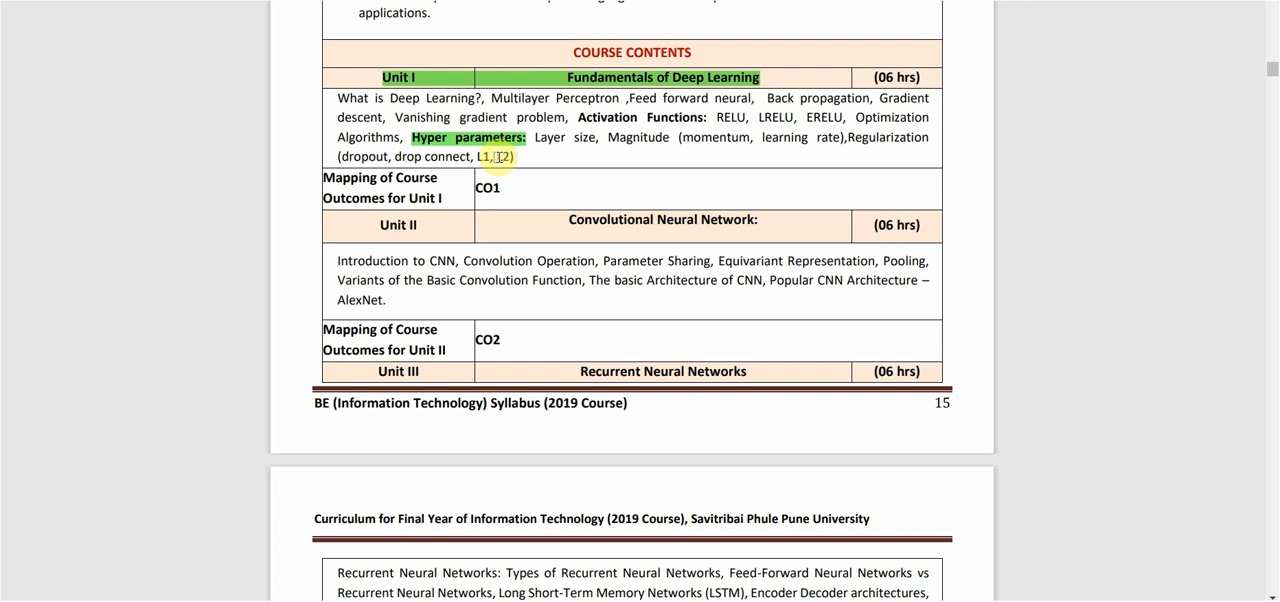 applications.
COURSE CONTENTS
Unit I Fundamentals of Deep Learning (06 hrs)
What is Deep Learning?, Multilayer Perceptron ,Feed forward neural, Back propagation, Gradient
descent, Vanishing gradient problem, Activation Functions: RELU, LRELU, ERELU, Optimization
Algorithms, Hyper parameters: Layer size, Magnitude (momentum, learning rate),Regularization
(dropout, drop connect, L1, L2)
Mapping of Course
Outcomes for Unit I
CO1
Unit II Convolutional Neural Network: (06 hrs)
Introduction to CNN, Convolution Operation, Parameter Sharing, Equivariant Representation, Pooling,
Variants of the Basic Convolution Function, The basic Architecture of CNN, Popular CNN Architecture –
AlexNet.
Mapping of Course
Outcomes for Unit II
CO2
Unit III Recurrent Neural Networks (06 hrs)
BE (Information Technology) Syllabus (2019 Course) 15
Curriculum for Final Year of Information Technology (2019 Course), Savitribai Phule Pune University
Recurrent Neural Networks: Types of Recurrent Neural Networks, Feed-Forward Neural Networks vs
Recurrent Neural Networks, Long Short-Term Memory Networks (LSTM), Encoder Decoder architectures,